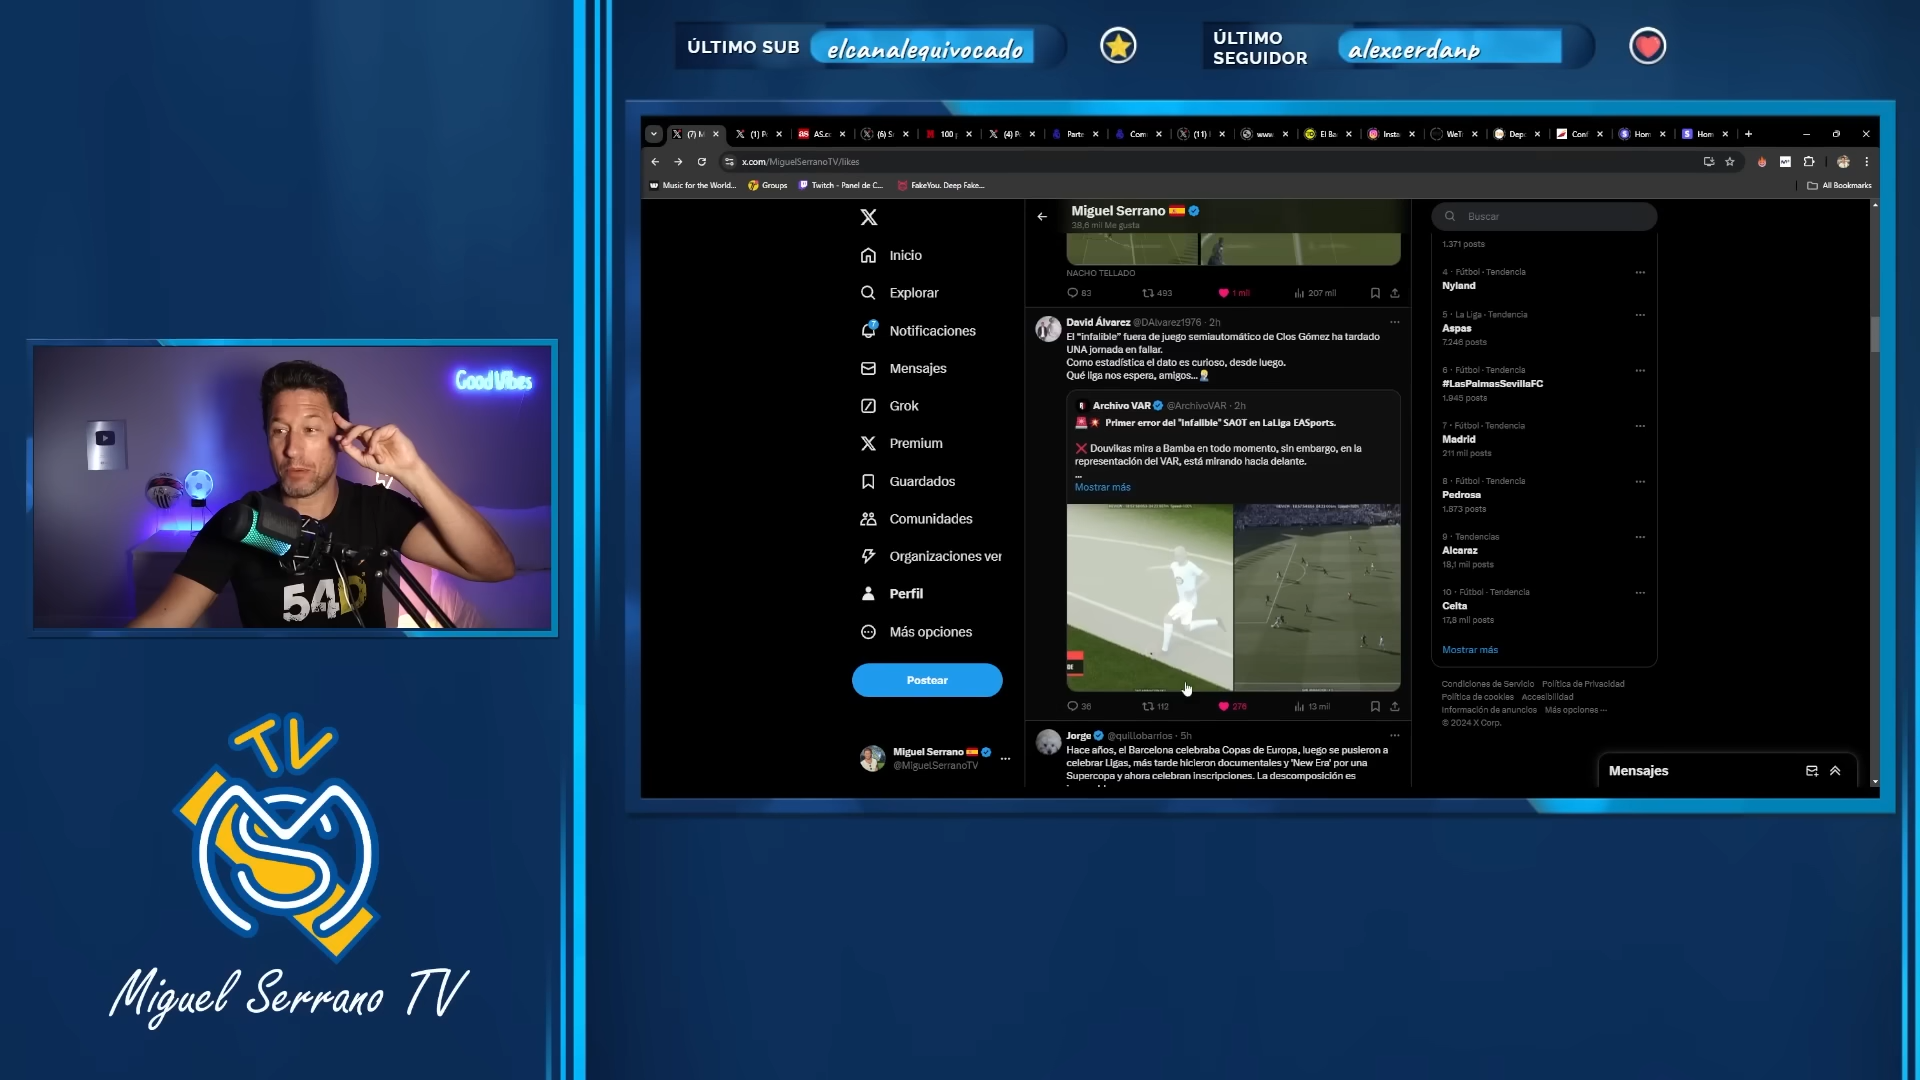 ÚLTIMO SUB
elcanalequivocado
ÚLTIMO
SEGUIDOR
alexcerdanp
x.com/MiguelSerranoTV/likes
Music for the World...
Groups
Twitch - Panel de C...
FakeYou. Deep Fake...
All Bookmarks
Inicio
Explorar
Notificaciones
Mensajes
Grok
Premium
Guardados
Comunidades
Organizaciones ver
Perfil
Más opciones
Postear
Miguel Serrano
@MiguelSerranoTV
Miguel Serrano
38,6 mil Me gusta
NACHO TELLADO
83
493
1 mil
207 mil
David Álvarez @DAlvarez1976 · 2h
El "infalible" fuera de juego semiautomático de Clos Gómez ha tardado
UNA jornada en fallar.
Como estadística el dato es curioso, desde luego.
Qué liga nos espera, amigos...
Archivo VAR @ArchivoVAR · 2h
Primer error del "infalible" SAOT en LaLiga EASports.
Douvikas mira a Bamba en todo momento, sin embargo, en la
representación del VAR, está mirando hacia delante.
...
Mostrar más
36
112
276
13 mil
Jorge @quillobarrios · 5h
Hace años, el Barcelona celebraba Copas de Europa, luego se pusieron a
celebrar Ligas, más tarde hicieron documentales y 'New Era' por una
Supercopa y ahora celebran inscripciones. La descomposición es
Buscar
1.371 posts
4 · Fútbol · Tendencia
Nyland
5 · La Liga · Tendencia
Aspas
7.246 posts
6 · Fútbol · Tendencia
#LasPalmasSevillaFC
1.945 posts
7 · Fútbol · Tendencia
Madrid
211 mil posts
8 · Fútbol · Tendencia
Pedrosa
1.873 posts
9 · Tendencias
Alcaraz
18,1 mil posts
10 · Fútbol · Tendencia
Celta
17,8 mil posts
Mostrar más
Condiciones de Servicio Política de Privacidad
Política de cookies Accesibilidad
Información de anuncios Más opciones ···
© 2024 X Corp.
Mensajes
Good Vibes
54D
TV
Miguel Serrano TV